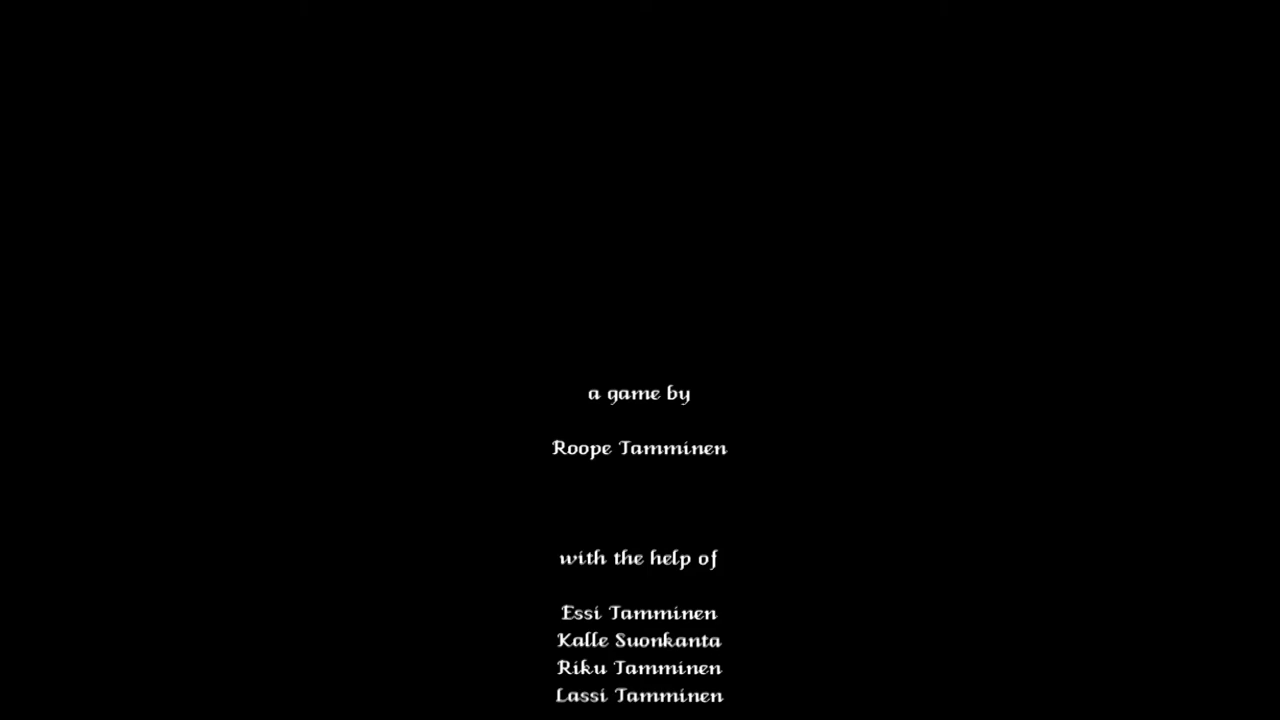 a game by
Roope Tamminen
with the help of
Essi Tamminen
Kalle Suonkanta
Riku Tamminen
Lassi Tamminen